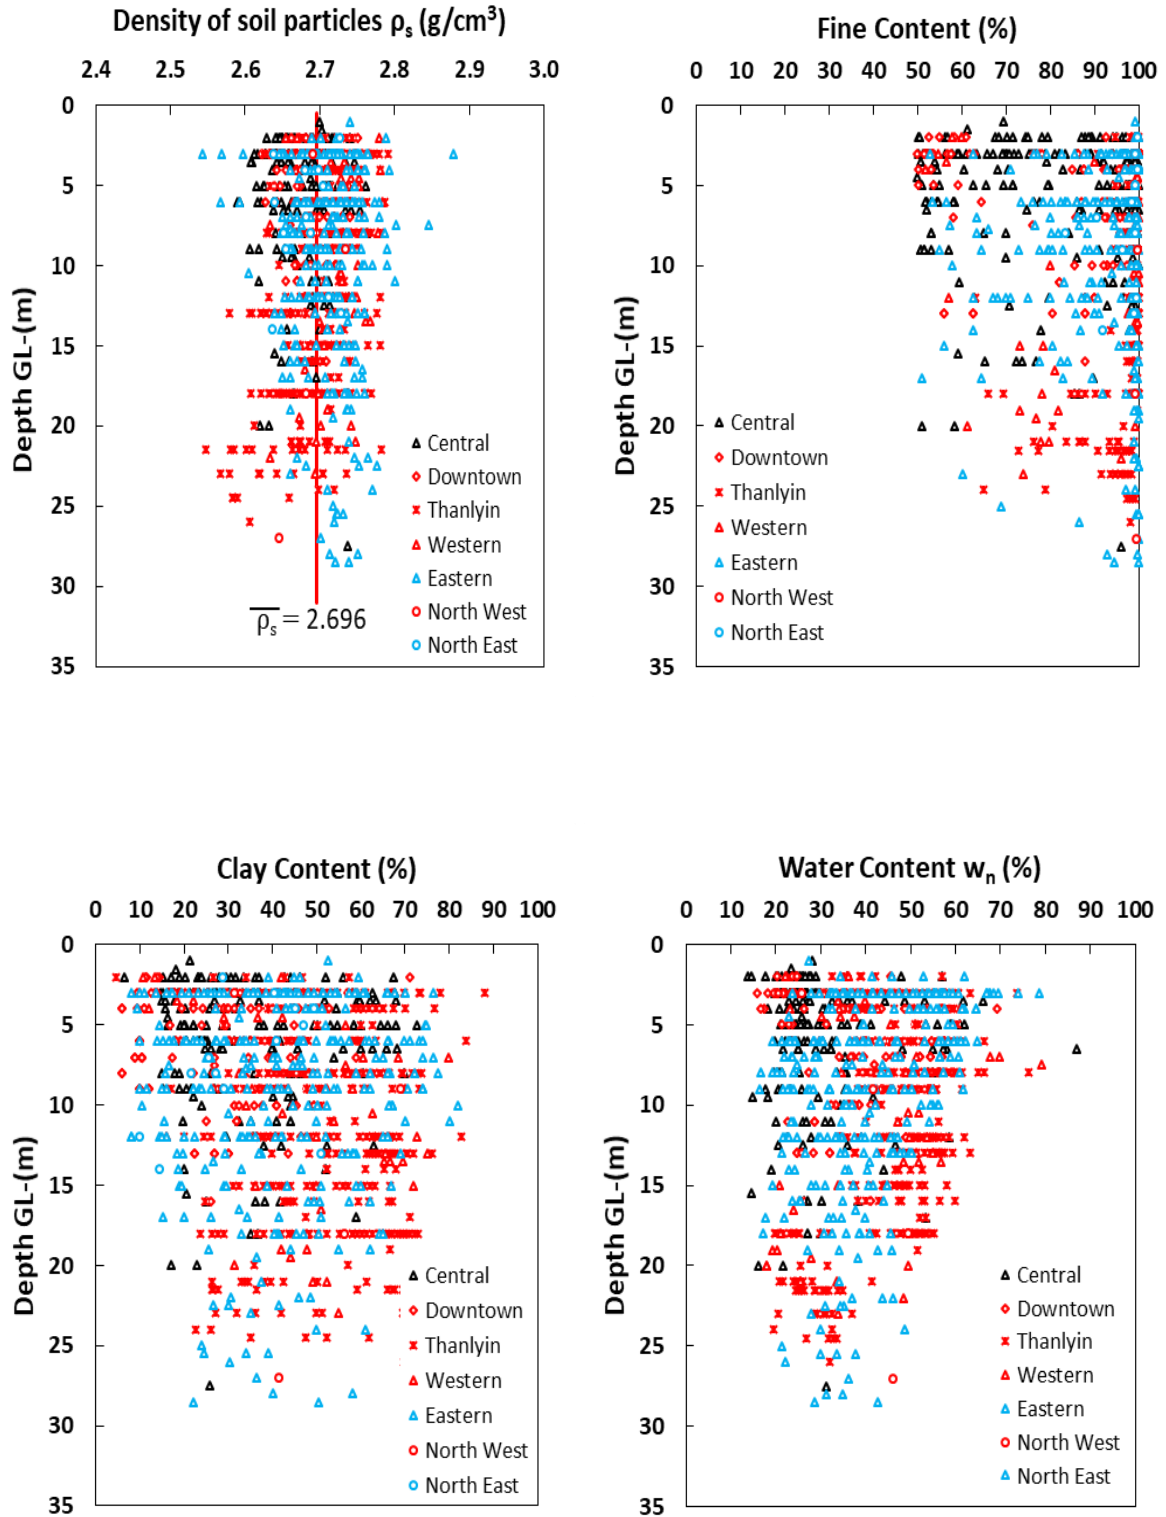 Density of soil particles ρs (g/cm³)
2.4 2.5 2.6 2.7 2.8 2.9 3.0
0
5
10
15
20
25
30
35
Depth GL-(m)
Central
Downtown
Thanlyin
Western
Eastern
North West
North East
ρs = 2.696
Fine Content (%)
0 10 20 30 40 50 60 70 80 90 100
0
5
10
15
20
25
30
35
Depth GL-(m)
Central
Downtown
Thanlyin
Western
Eastern
North West
North East
Clay Content (%)
0 10 20 30 40 50 60 70 80 90 100
0
5
10
15
20
25
30
35
Depth GL-(m)
Central
Downtown
Thanlyin
Western
Eastern
North West
North East
Water Content wn (%)
0 10 20 30 40 50 60 70 80 90 100
0
5
10
15
20
25
30
35
Depth GL-(m)
Central
Downtown
Thanlyin
Western
Eastern
North West
North East